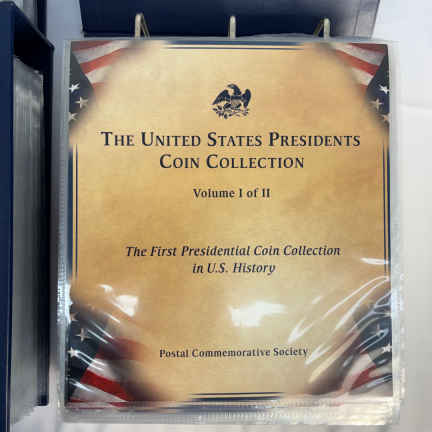 The United States Presidents
Coin Collection
Volume I of II
The First Presidential Coin Collection
in U.S. History
Postal Commemorative Society